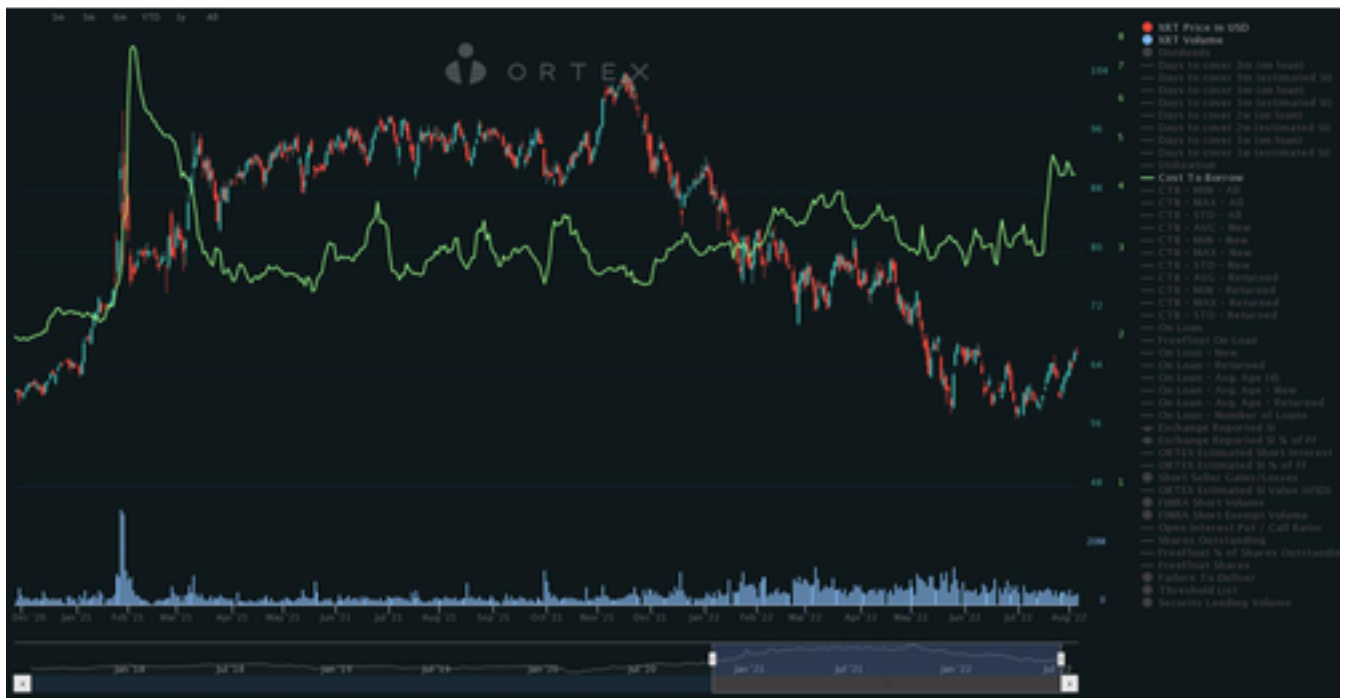 1m 3m 6m YTD 1y All
ORTEX
8
7
6
5
4
3
2
1
104
96
88
80
72
64
56
48
20M
0
XRT Price in USD
XRT Volume
Dividends
Days to cover 3m (on loan)
Days to cover 3m (estimated SI)
Days to cover 1m (on loan)
Days to cover 1m (estimated SI)
Days to cover 2w (on loan)
Days to cover 2w (estimated SI)
Days to cover 1w (on loan)
Days to cover 1w (estimated SI)
Utilization
Cost To Borrow
CTB - MIN - All
CTB - MAX - All
CTB - STD - All
CTB - AVG - New
CTB - MIN - New
CTB - MAX - New
CTB - STD - New
CTB - AVG - Returned
CTB - MIN - Returned
CTB - MAX - Returned
CTB - STD - Returned
On Loan
FreeFloat On Loan
On Loan - New
On Loan - Returned
On Loan - Avg. Age (d)
On Loan - Avg. Age - New
On Loan - Avg. Age - Returned
On Loan - Number of Loans
Exchange Reported SI
Exchange Reported SI % of FF
ORTEX Estimated Short Interest
ORTEX Estimated SI % of FF
Short Seller Gains/Losses
ORTEX Estimated SI Value (USD)
FINRA Short Volume
FINRA Short Exempt Volume
Open Interest Put / Call Ratio
Shares Outstanding
FreeFloat % of Shares Outstandin
FreeFloat Shares
Failure To Deliver
Threshold List
Security Lending Volume
Dec '20 Jan '21 Feb '21 Mar '21 Apr '21 May '21 Jun '21 Jul '21 Aug '21 Sep '21 Oct '21 Nov '21 Dec '21 Jan '22 Feb '22 Mar '22 Apr '22 May '22 Jun '22 Jul '22 Aug '22
Jan '18 Jul '18 Jan '19 Jul '19 Jan '20 Jul '20 Jan '21 Jul '21 Jan '22